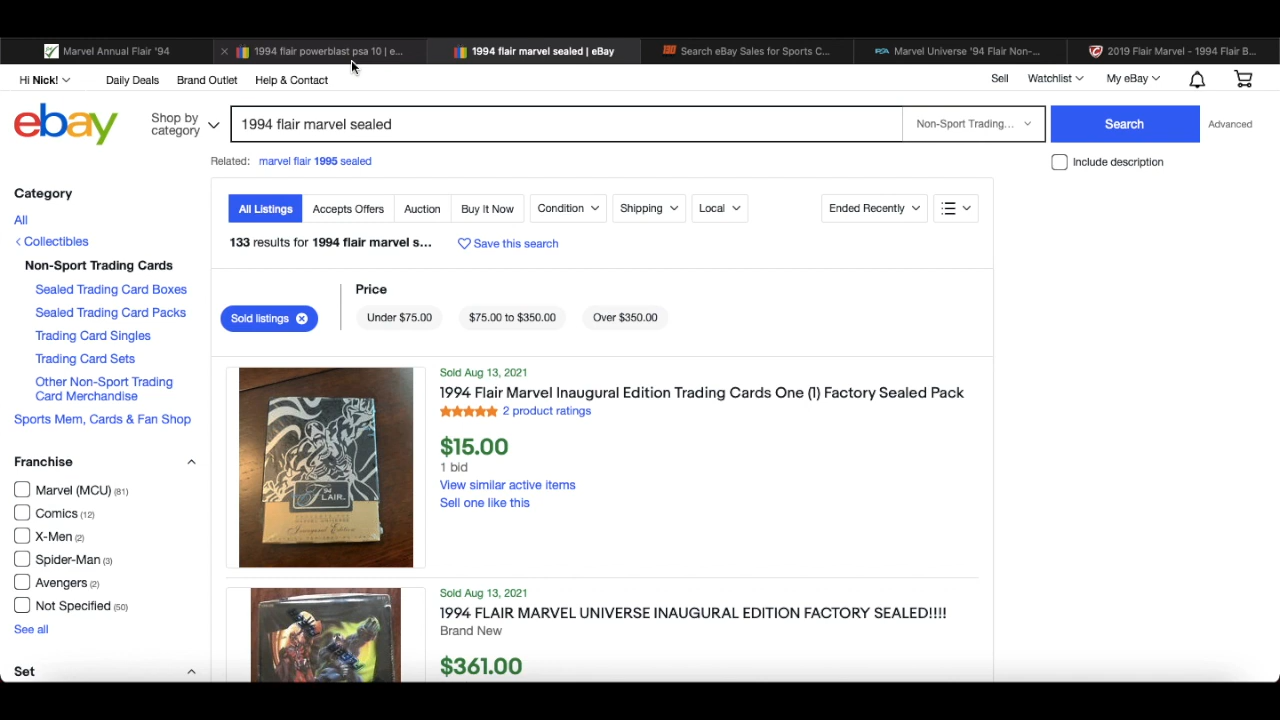 Marvel Annual Flair '94
1994 flair powerblast psa 10 | e...
1994 flair marvel sealed | eBay
Search eBay Sales for Sports C...
Marvel Universe '94 Flair Non-...
2019 Flair Marvel - 1994 Flair B...
Hi Nick!
Daily Deals
Brand Outlet
Help & Contact
Sell
Watchlist
My eBay
ebay
Shop by category
1994 flair marvel sealed
Non-Sport Trading...
Search
Advanced
Related: marvel flair 1995 sealed
Include description
Category
All
Collectibles
Non-Sport Trading Cards
Sealed Trading Card Boxes
Sealed Trading Card Packs
Trading Card Singles
Trading Card Sets
Other Non-Sport Trading
Card Merchandise
Sports Mem, Cards & Fan Shop
Franchise
Marvel (MCU) (81)
Comics (12)
X-Men (2)
Spider-Man (3)
Avengers (2)
Not Specified (50)
See all
Set
All Listings
Accepts Offers
Auction
Buy It Now
Condition
Shipping
Local
Ended Recently
133 results for 1994 flair marvel s...
Save this search
Sold listings
Price
Under $75.00
$75.00 to $350.00
Over $350.00
FLAIR
Inaugural Edition
Sold Aug 13, 2021
1994 Flair Marvel Inaugural Edition Trading Cards One (1) Factory Sealed Pack
2 product ratings
$15.00
1 bid
View similar active items
Sell one like this
Sold Aug 13, 2021
1994 FLAIR MARVEL UNIVERSE INAUGURAL EDITION FACTORY SEALED!!!!
Brand New
$361.00